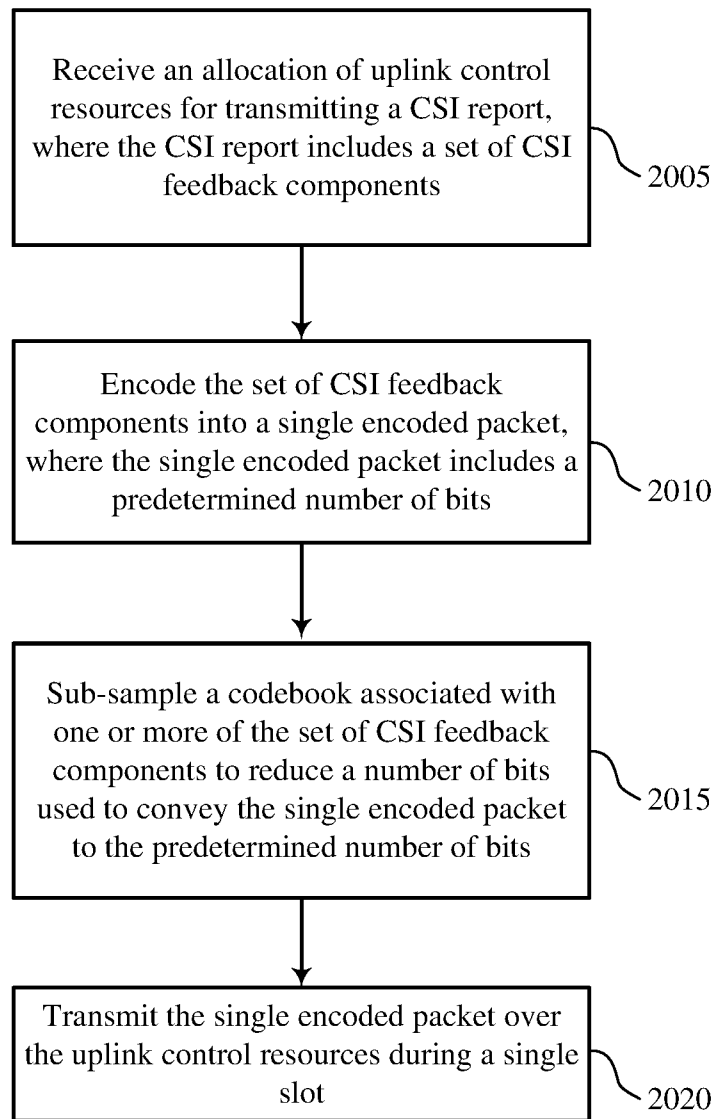 Receive an allocation of uplink control
resources for transmitting a CSI report,
where the CSI report includes a set of CSI
feedback components
2005
Encode the set of CSI feedback
components into a single encoded packet,
where the single encoded packet includes a
predetermined number of bits
2010
Sub-sample a codebook associated with
one or more of the set of CSI feedback
components to reduce a number of bits
used to convey the single encoded packet
to the predetermined number of bits
2015
Transmit the single encoded packet over
the uplink control resources during a single
slot
2020